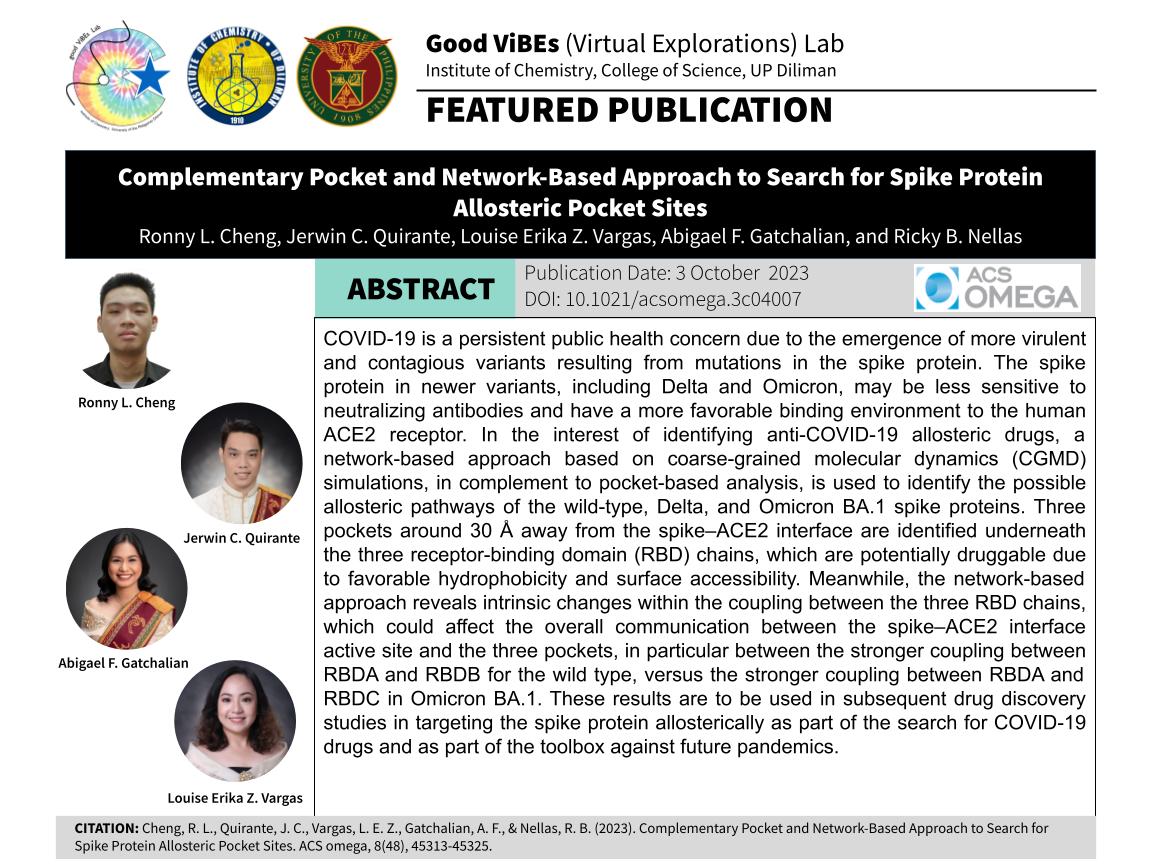 good ViBEs Lab
Institute of Chemistry, University of the Philippines Diliman
INSTITUTE OF CHEMISTRY · UP DILIMAN
1910
UNIVERSITY OF THE PHILIPPINES
1908
Good ViBEs (Virtual Explorations) Lab
Institute of Chemistry, College of Science, UP Diliman
FEATURED PUBLICATION
Complementary Pocket and Network-Based Approach to Search for Spike Protein
Allosteric Pocket Sites
Ronny L. Cheng, Jerwin C. Quirante, Louise Erika Z. Vargas, Abigael F. Gatchalian, and Ricky B. Nellas
Ronny L. Cheng
Jerwin C. Quirante
Abigael F. Gatchalian
Louise Erika Z. Vargas
ABSTRACT
Publication Date: 3 October 2023
DOI: 10.1021/acsomega.3c04007
ACS
OMEGA
COVID-19 is a persistent public health concern due to the emergence of more virulent
and contagious variants resulting from mutations in the spike protein. The spike
protein in newer variants, including Delta and Omicron, may be less sensitive to
neutralizing antibodies and have a more favorable binding environment to the human
ACE2 receptor. In the interest of identifying anti-COVID-19 allosteric drugs, a
network-based approach based on coarse-grained molecular dynamics (CGMD)
simulations, in complement to pocket-based analysis, is used to identify the possible
allosteric pathways of the wild-type, Delta, and Omicron BA.1 spike proteins. Three
pockets around 30 Å away from the spike–ACE2 interface are identified underneath
the three receptor-binding domain (RBD) chains, which are potentially druggable due
to favorable hydrophobicity and surface accessibility. Meanwhile, the network-based
approach reveals intrinsic changes within the coupling between the three RBD chains,
which could affect the overall communication between the spike–ACE2 interface
active site and the three pockets, in particular between the stronger coupling between
RBDA and RBDB for the wild type, versus the stronger coupling between RBDA and
RBDC in Omicron BA.1. These results are to be used in subsequent drug discovery
studies in targeting the spike protein allosterically as part of the search for COVID-19
drugs and as part of the toolbox against future pandemics.
CITATION: Cheng, R. L., Quirante, J. C., Vargas, L. E. Z., Gatchalian, A. F., & Nellas, R. B. (2023). Complementary Pocket and Network-Based Approach to Search for
Spike Protein Allosteric Pocket Sites. ACS omega, 8(48), 45313-45325.